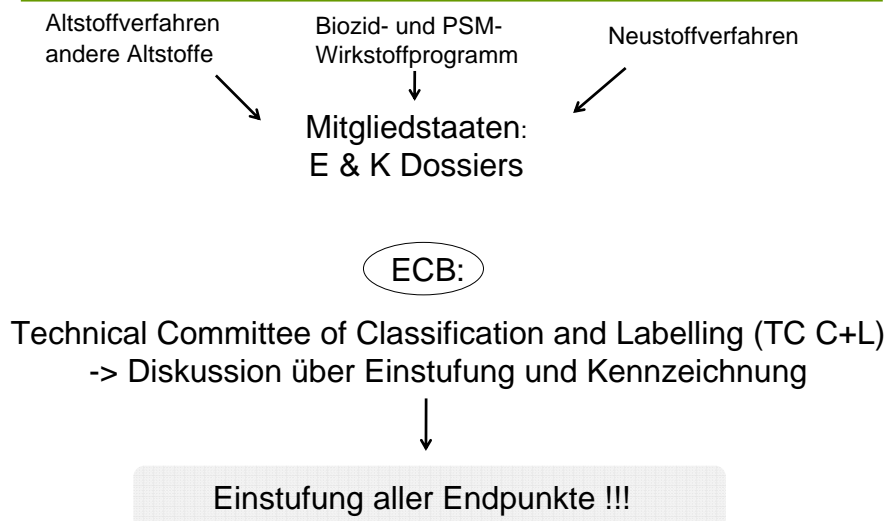 Altstoffverfahren
andere Altstoffe
Biozid- und PSM-
Wirkstoffprogramm
Neustoffverfahren
Mitgliedstaaten:
E & K Dossiers
ECB:
Technical Committee of Classification and Labelling (TC C+L)
-> Diskussion über Einstufung und Kennzeichnung
Einstufung aller Endpunkte !!!